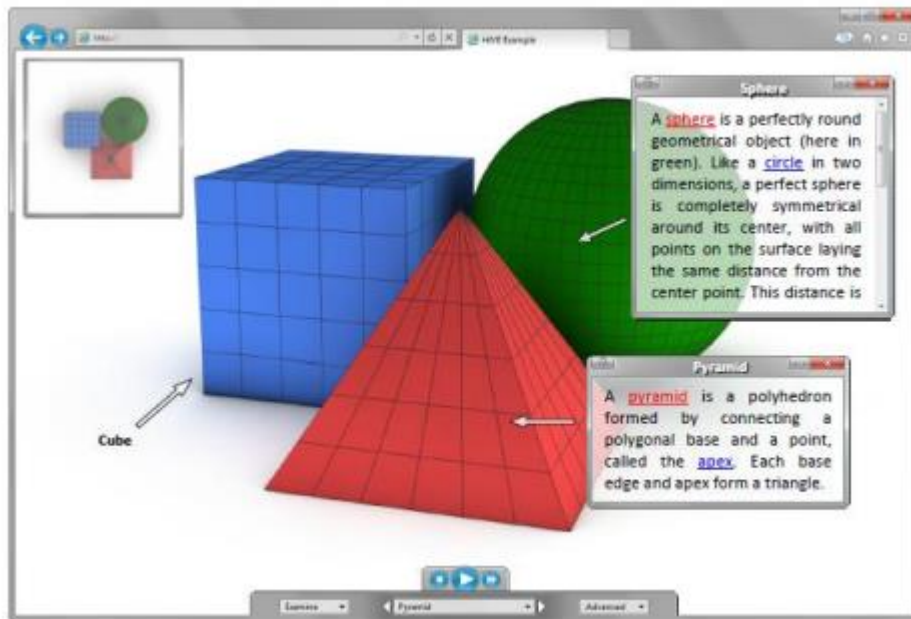 http://
HiVE Example
Sphere
A sphere is a perfectly round
geometrical object (here in
green). Like a circle in two
dimensions, a perfect sphere
is completely symmetrical
around its center, with all
points on the surface laying
the same distance from the
center point. This distance is
Cube
Pyramid
A pyramid is a polyhedron
formed by connecting a
polygonal base and a point,
called the apex. Each base
edge and apex form a triangle.
Examine
Pyramid
Advanced